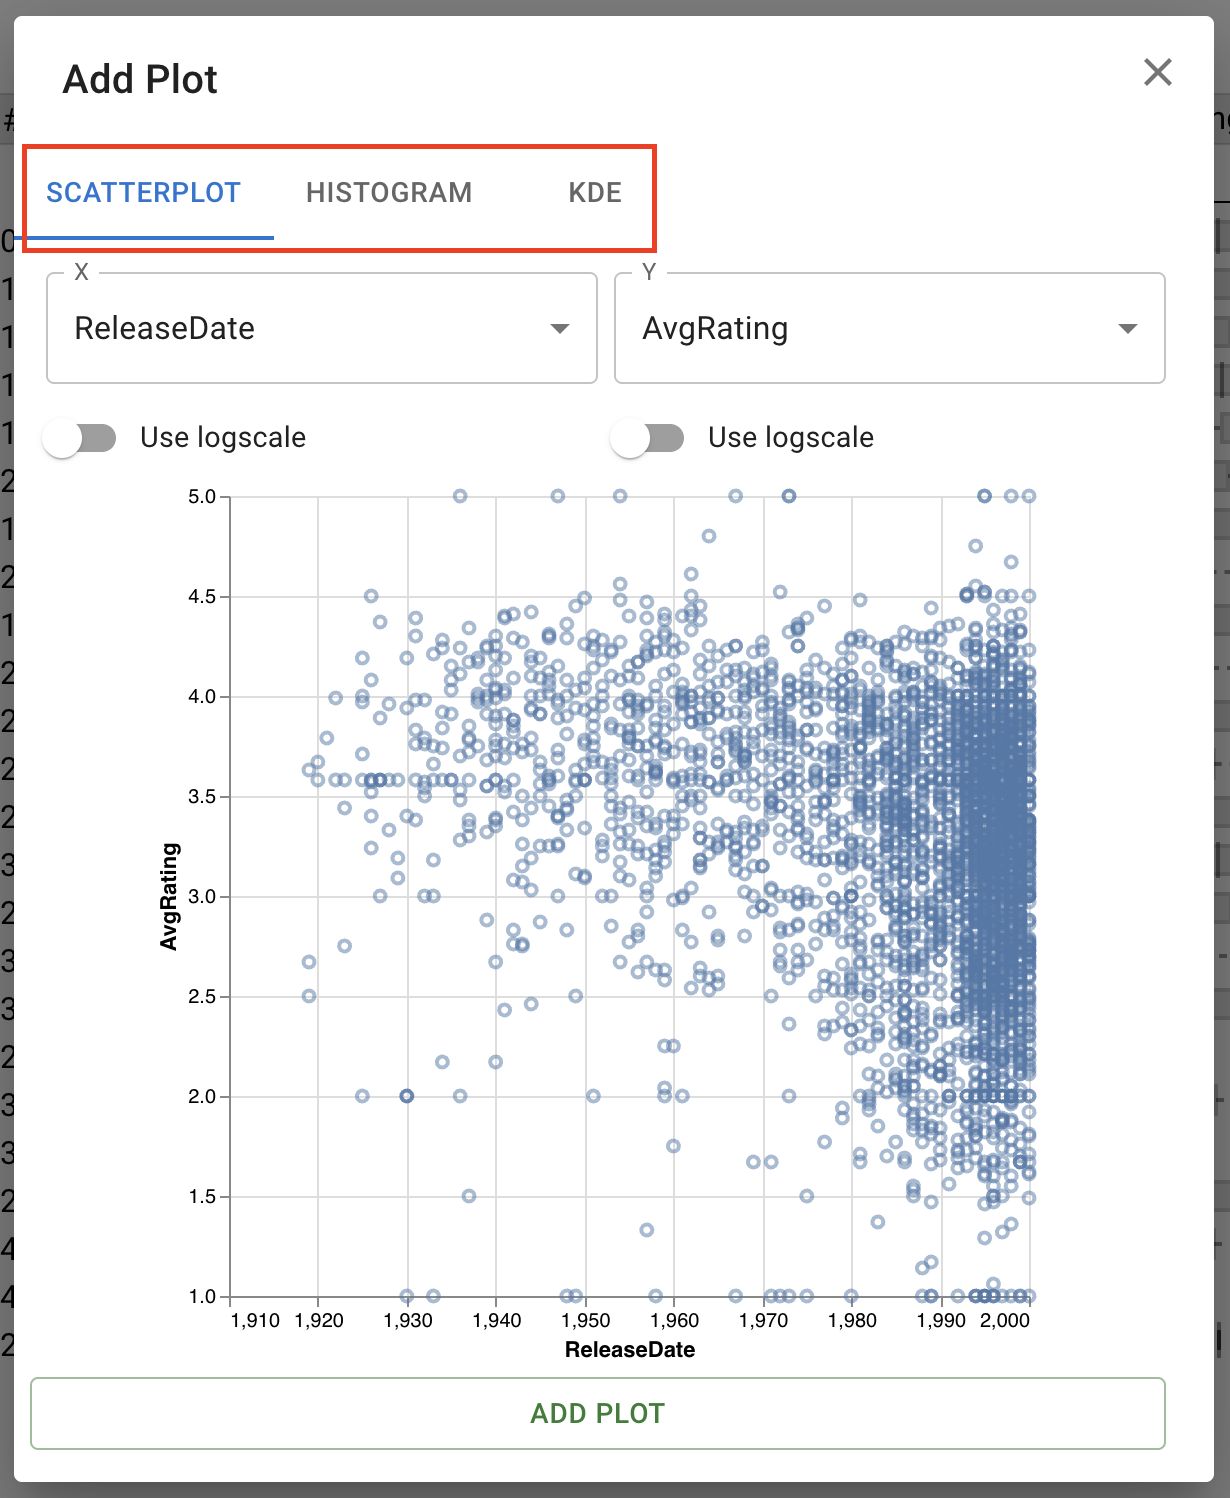 Add Plot
SCATTERPLOT HISTOGRAM KDE
X Y
ReleaseDate AvgRating
Use logscale Use logscale
5.0
4.5
4.0
3.5
3.0
2.5
2.0
1.5
1.0
AvgRating
1,910 1,920 1,930 1,940 1,950 1,960 1,970 1,980 1,990 2,000
ReleaseDate
ADD PLOT